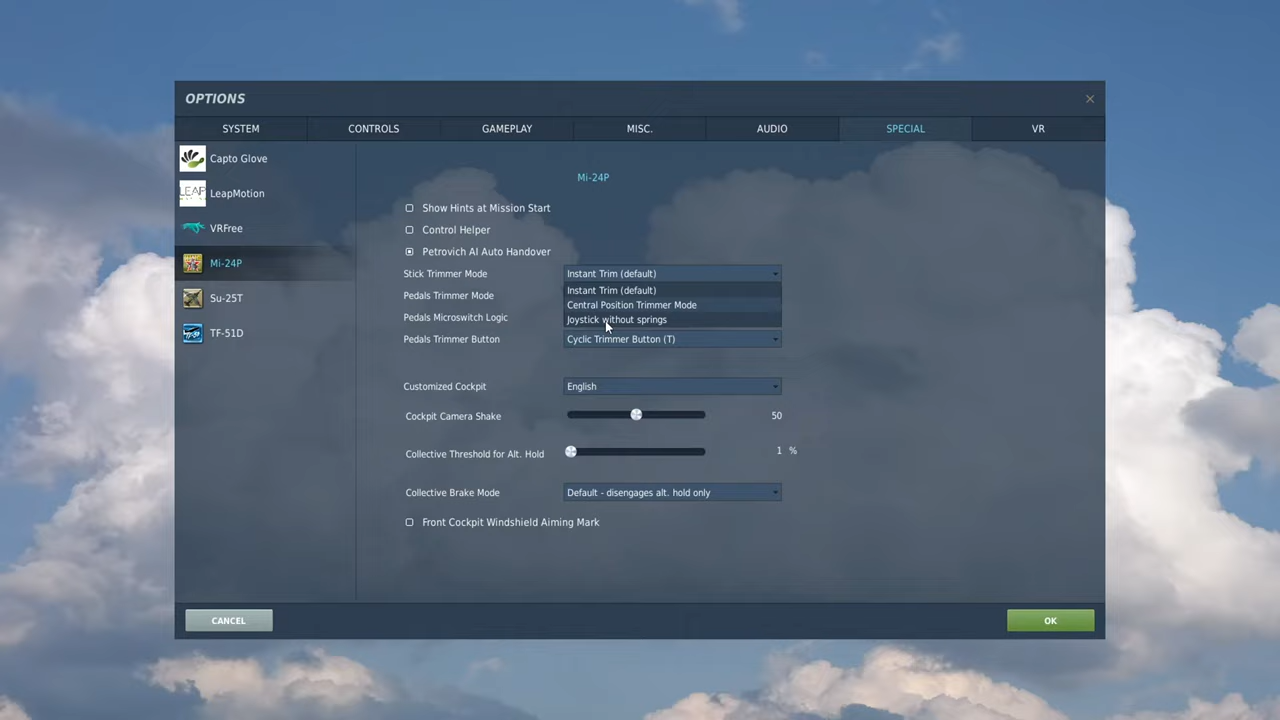 OPTIONS
SYSTEM CONTROLS GAMEPLAY MISC. AUDIO SPECIAL VR
Capto Glove
LEAP LeapMotion
VRFree
Mi-24P
Su-25T
TF-51D
Mi-24P
Show Hints at Mission Start
Control Helper
Petrovich AI Auto Handover
Stick Trimmer Mode Instant Trim (default)
Instant Trim (default)
Pedals Trimmer Mode
Central Position Trimmer Mode
Pedals Microswitch Logic
Joystick without springs
Pedals Trimmer Button Cyclic Trimmer Button (T)
Customized Cockpit English
Cockpit Camera Shake 50
Collective Threshold for Alt. Hold 1 %
Collective Brake Mode Default - disengages alt. hold only
Front Cockpit Windshield Aiming Mark
CANCEL OK